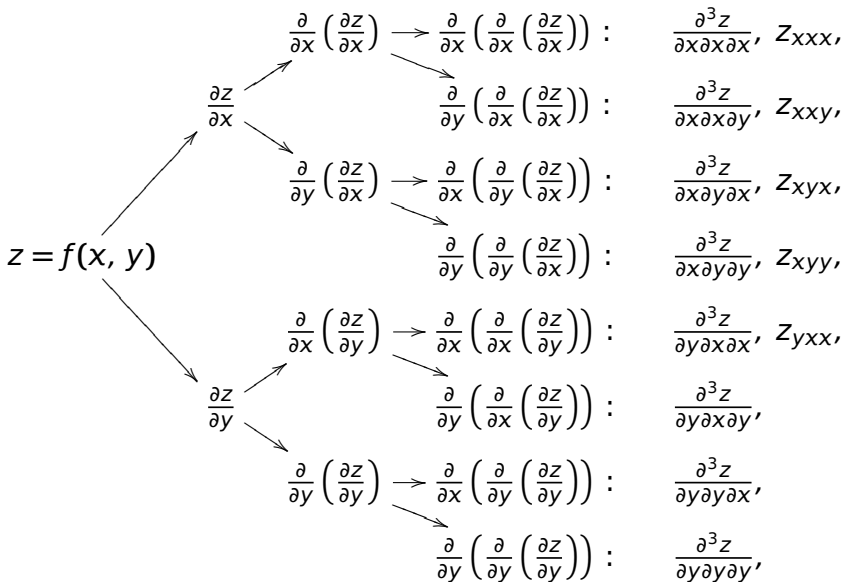 ∂/∂x (∂z/∂x) → ∂/∂x (∂/∂x (∂z/∂x)) : ∂³z/∂x∂x∂x, z_xxx,
∂z/∂x
∂/∂y (∂/∂x (∂z/∂x)) : ∂³z/∂x∂x∂y, z_xxy,
∂/∂y (∂z/∂x) → ∂/∂x (∂/∂y (∂z/∂x)) : ∂³z/∂x∂y∂x, z_xyx,
z = f(x, y)
∂/∂y (∂/∂y (∂z/∂x)) : ∂³z/∂x∂y∂y, z_xyy,
∂/∂x (∂z/∂y) → ∂/∂x (∂/∂x (∂z/∂y)) : ∂³z/∂y∂x∂x, z_yxx,
∂z/∂y
∂/∂y (∂/∂x (∂z/∂y)) : ∂³z/∂y∂x∂y,
∂/∂y (∂z/∂y) → ∂/∂x (∂/∂y (∂z/∂y)) : ∂³z/∂y∂y∂x,
∂/∂y (∂/∂y (∂z/∂y)) : ∂³z/∂y∂y∂y,